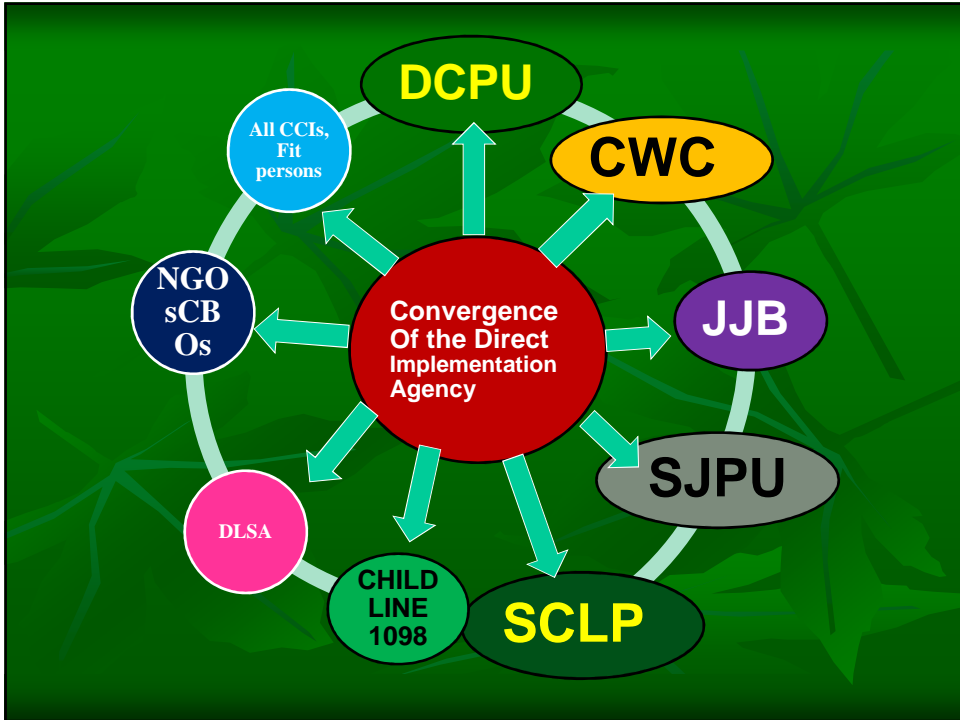 DCPU
CWC
JJB
SJPU
SCLP
CHILD
LINE
1098
DLSA
NGO
sCB
Os
All CCIs,
Fit
persons
Convergence
Of the Direct
Implementation
Agency